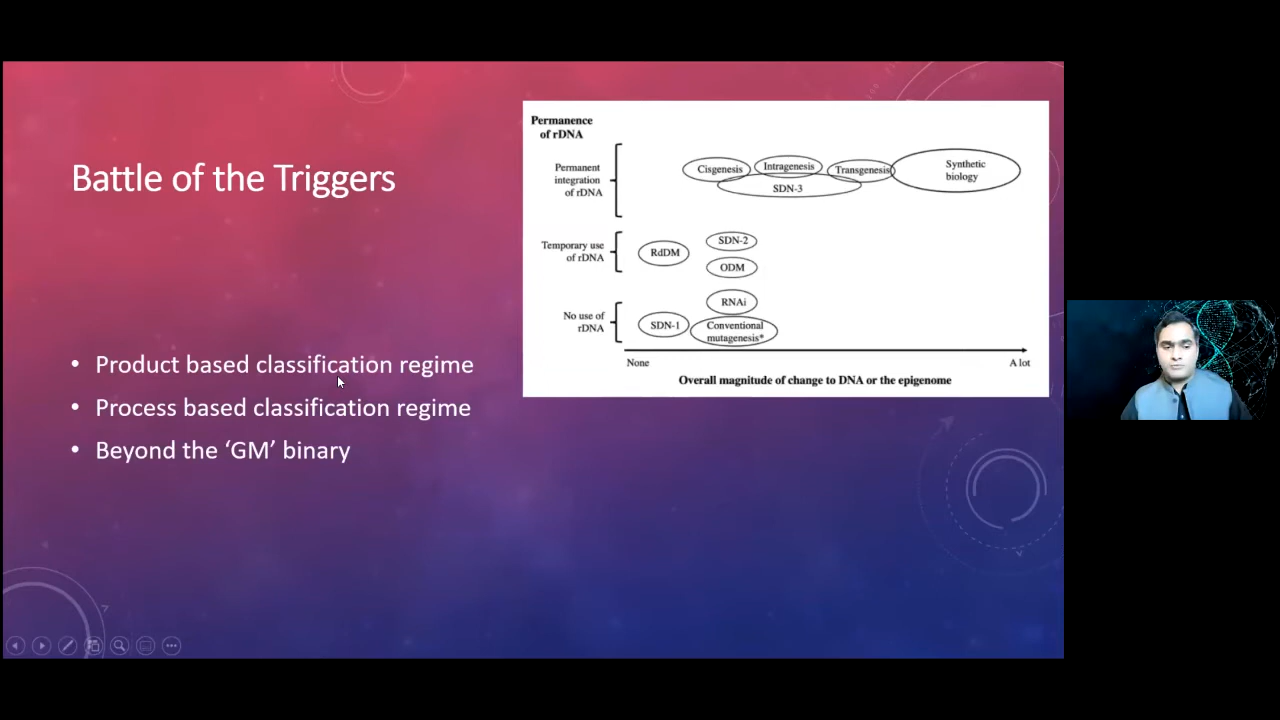 Battle of the Triggers
• Product based classification regime
• Process based classification regime
• Beyond the ‘GM’ binary
Permanence
of rDNA
Permanent
integration
of rDNA
Cisgenesis
Intragenesis
Transgenesis
SDN-3
Synthetic
biology
Temporary use
of rDNA
RdDM
SDN-2
ODM
No use of
rDNA
SDN-1
RNAi
Conventional
mutagenesis*
None
A lot
Overall magnitude of change to DNA or the epigenome